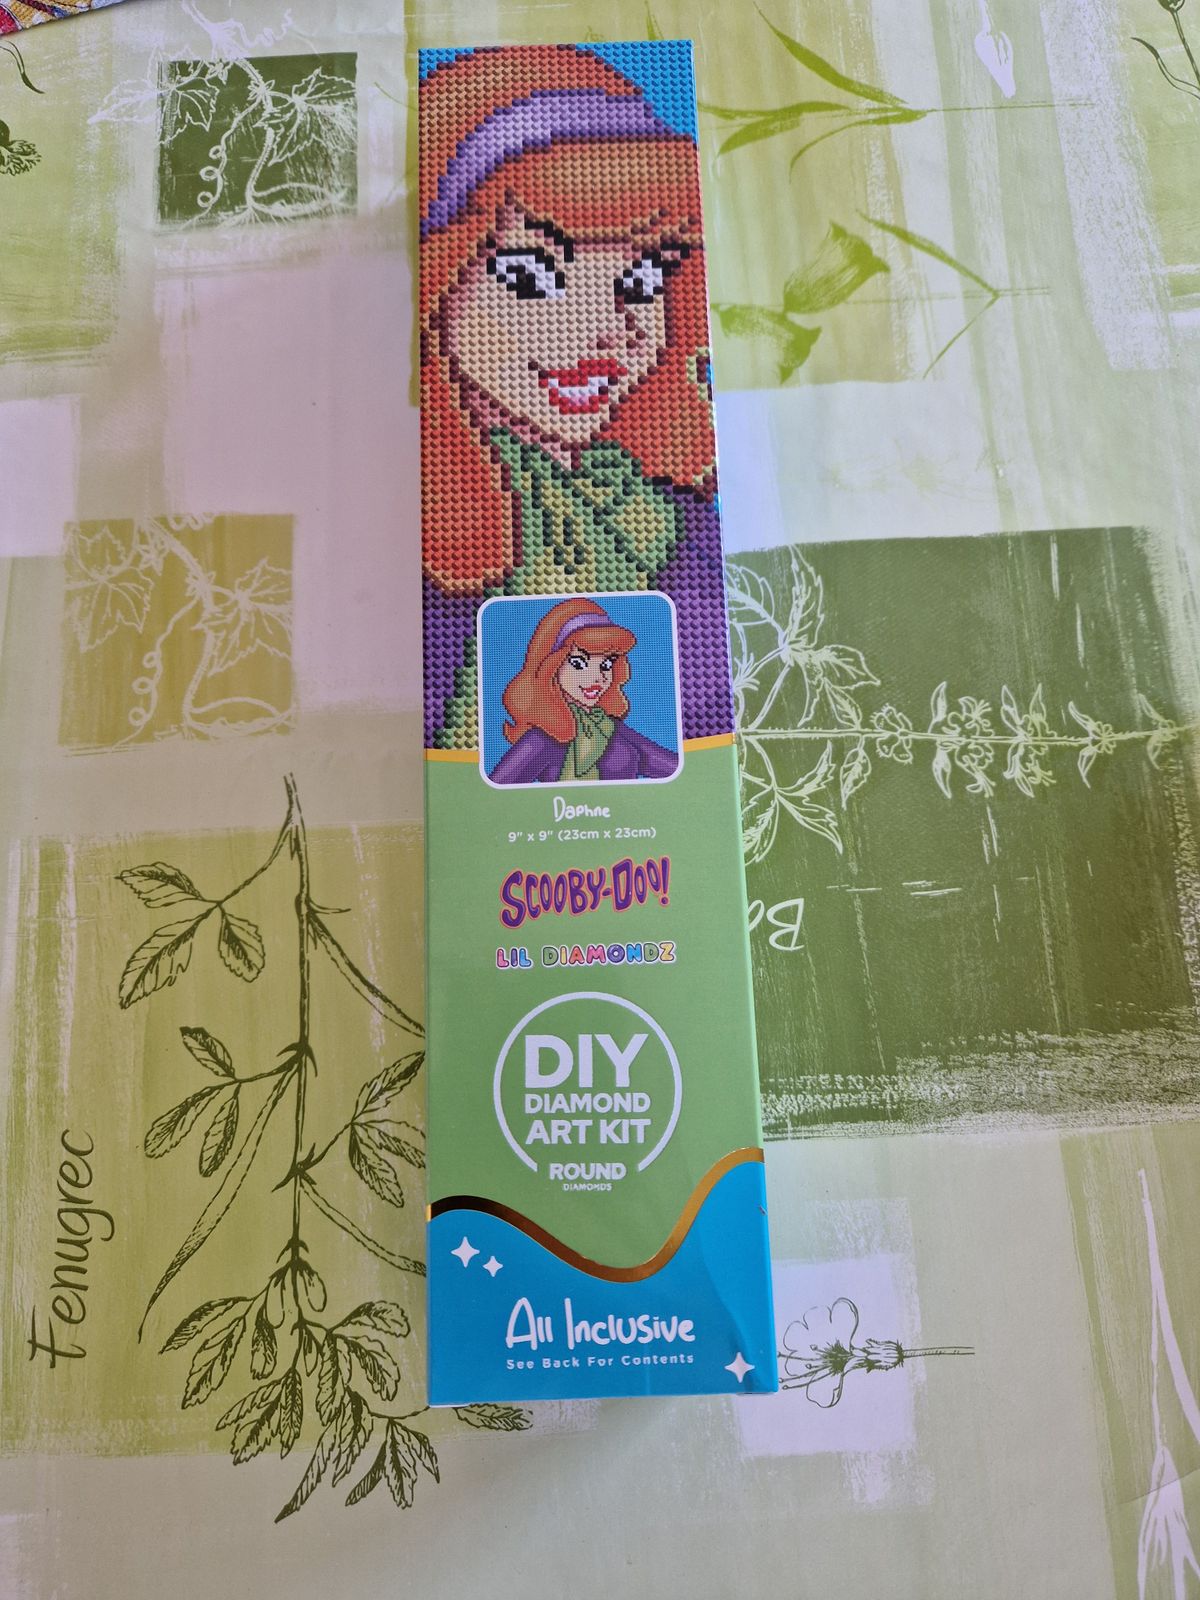 Daphne
9" x 9" (23cm x 23cm)
SCOOBY-DOO!
LIL DIAMONDZ
DIY
DIAMOND
ART KIT
ROUND
DIAMONDS
All Inclusive
See Back For Contents
Fenugrec